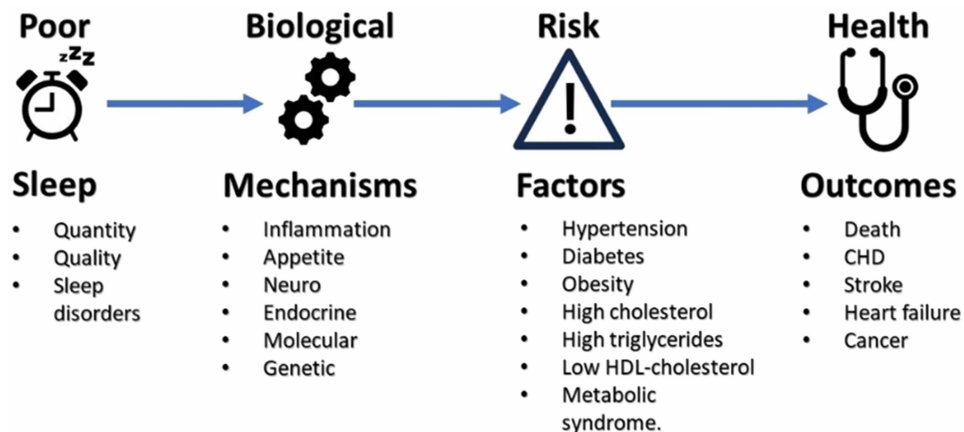 Poor
zzZz
Sleep
• Quantity
• Quality
• Sleep
disorders
Biological
Mechanisms
• Inflammation
• Appetite
• Neuro
• Endocrine
• Molecular
• Genetic
Risk
!
Factors
• Hypertension
• Diabetes
• Obesity
• High cholesterol
• High triglycerides
• Low HDL-cholesterol
• Metabolic
syndrome.
Health
Outcomes
• Death
• CHD
• Stroke
• Heart failure
• Cancer